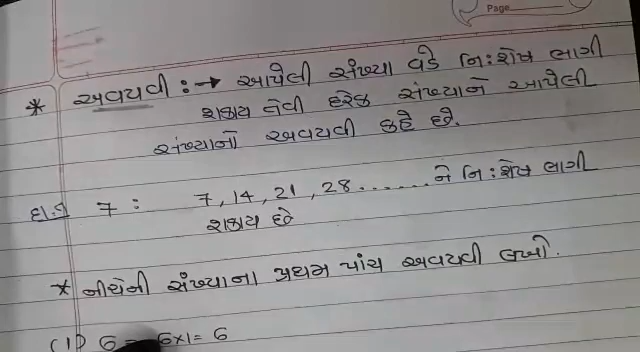 Page
* અવયવી :→ આપેલી સંખ્યા વડે નિ:શેષ ભાગી
શકાય તેવી દરેક સંખ્યાને આપેલી
સંખ્યાનો અવયવી કહે છે.
દા.ત 7 : 7, 14, 21, 28....... ને નિ:શેષ ભાગી
શકાય છે
* નીચેની સંખ્યાના પ્રથમ પાંચ અવયવી લખો.
(1) 6 = 6×1 = 6